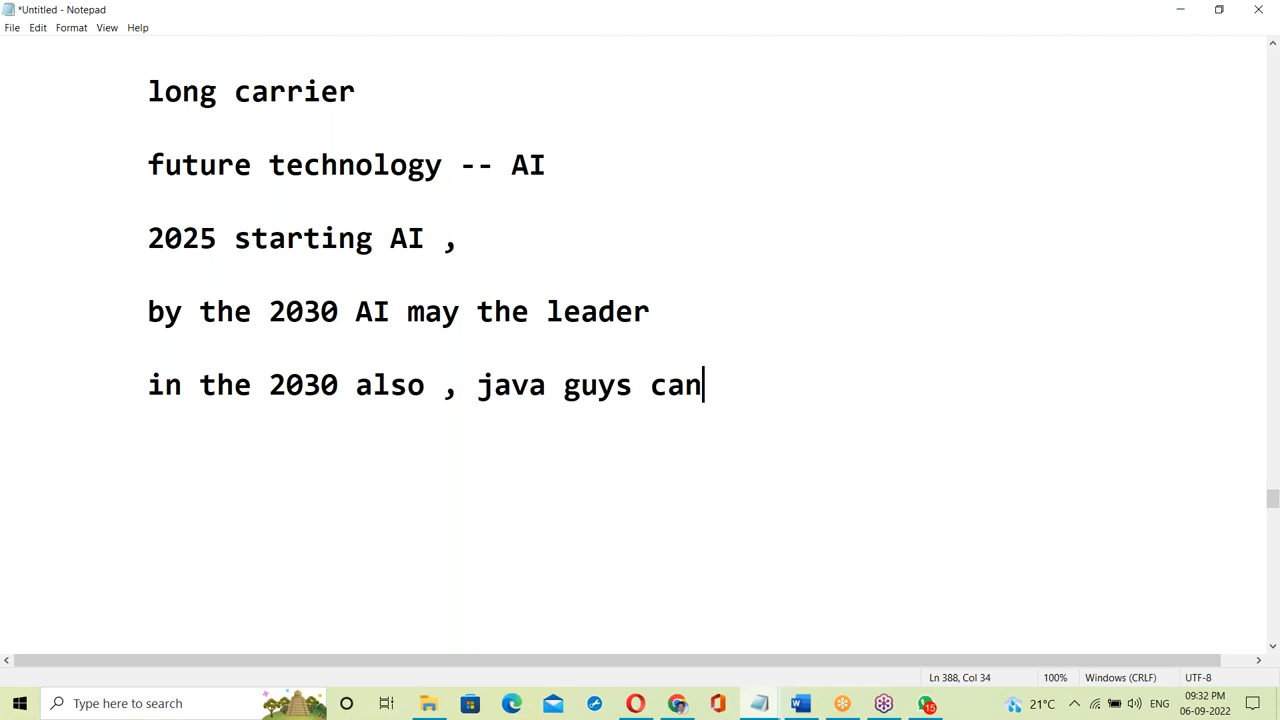 *Untitled - Notepad
File Edit Format View Help
long carrier
future technology -- AI
2025 starting AI ,
by the 2030 AI may the leader
in the 2030 also , java guys can
Ln 388, Col 34 100% Windows (CRLF) UTF-8
Type here to search
15
21°C
ENG
09:32 PM
06-09-2022